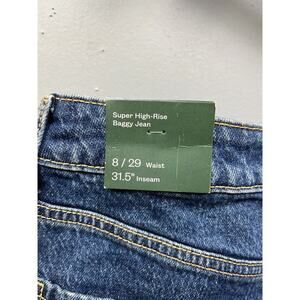 Super High-Rise
Baggy Jean
8 / 29 Waist
31.5" Inseam